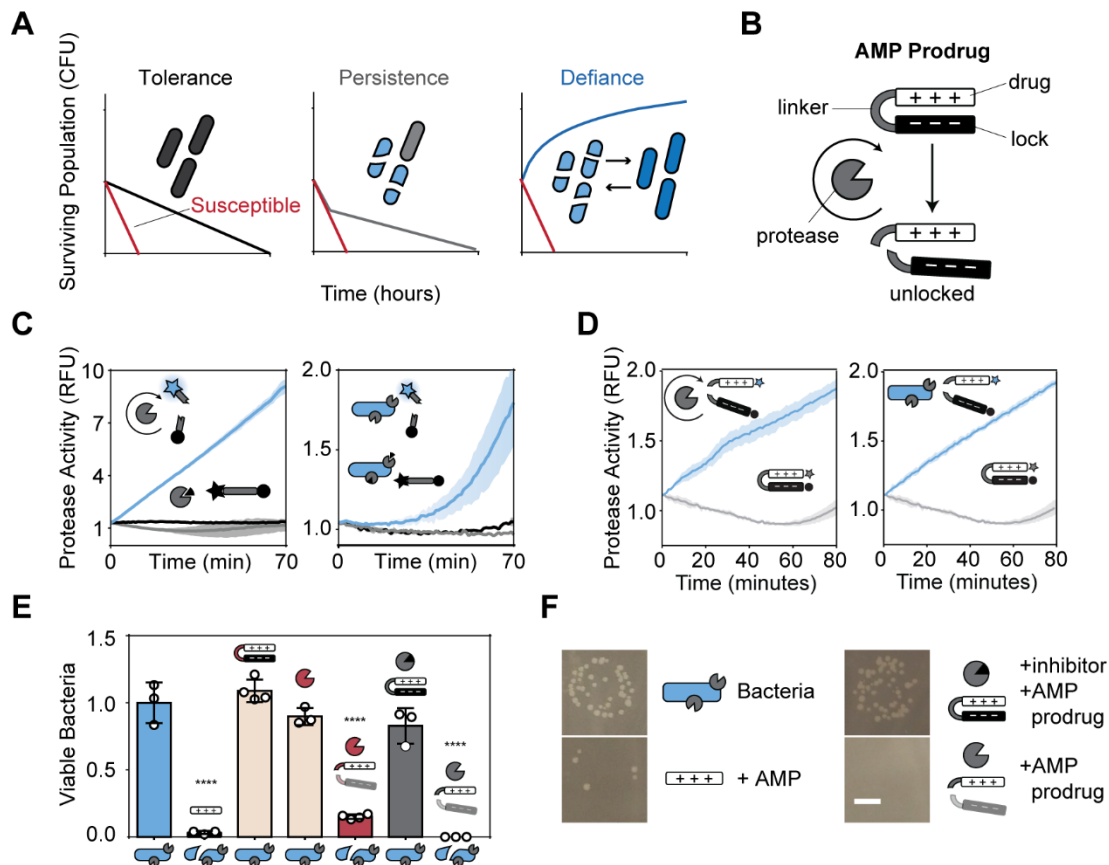 A
Tolerance
Persistence
Defiance
Susceptible
Surviving Population (CFU)
Time (hours)
B
AMP Prodrug
+ + +
drug
linker
– – –
lock
protease
+ + +
– – –
unlocked
C
Protease Activity (RFU)
10
7
4
1
0
70
Time (min)
2.0
1.5
1.0
0
70
Time (min)
D
Protease Activity (RFU)
2.0
1.5
1.0
0 20 40 60 80
Time (minutes)
+ + +
– – –
+ + +
– – –
2.0
1.5
1.0
0 20 40 60 80
Time (minutes)
+ + +
– – –
+ + +
– – –
E
Viable Bacteria
1.5
1.0
0.5
0.0
****
+ + +
+ + +
– – –
****
+ + +
– – –
+ + +
– – –
****
+ + +
– – –
F
Bacteria
+ + +
+ AMP
+inhibitor
+AMP
prodrug
+ + +
– – –
+AMP
prodrug
+ + +
– – –